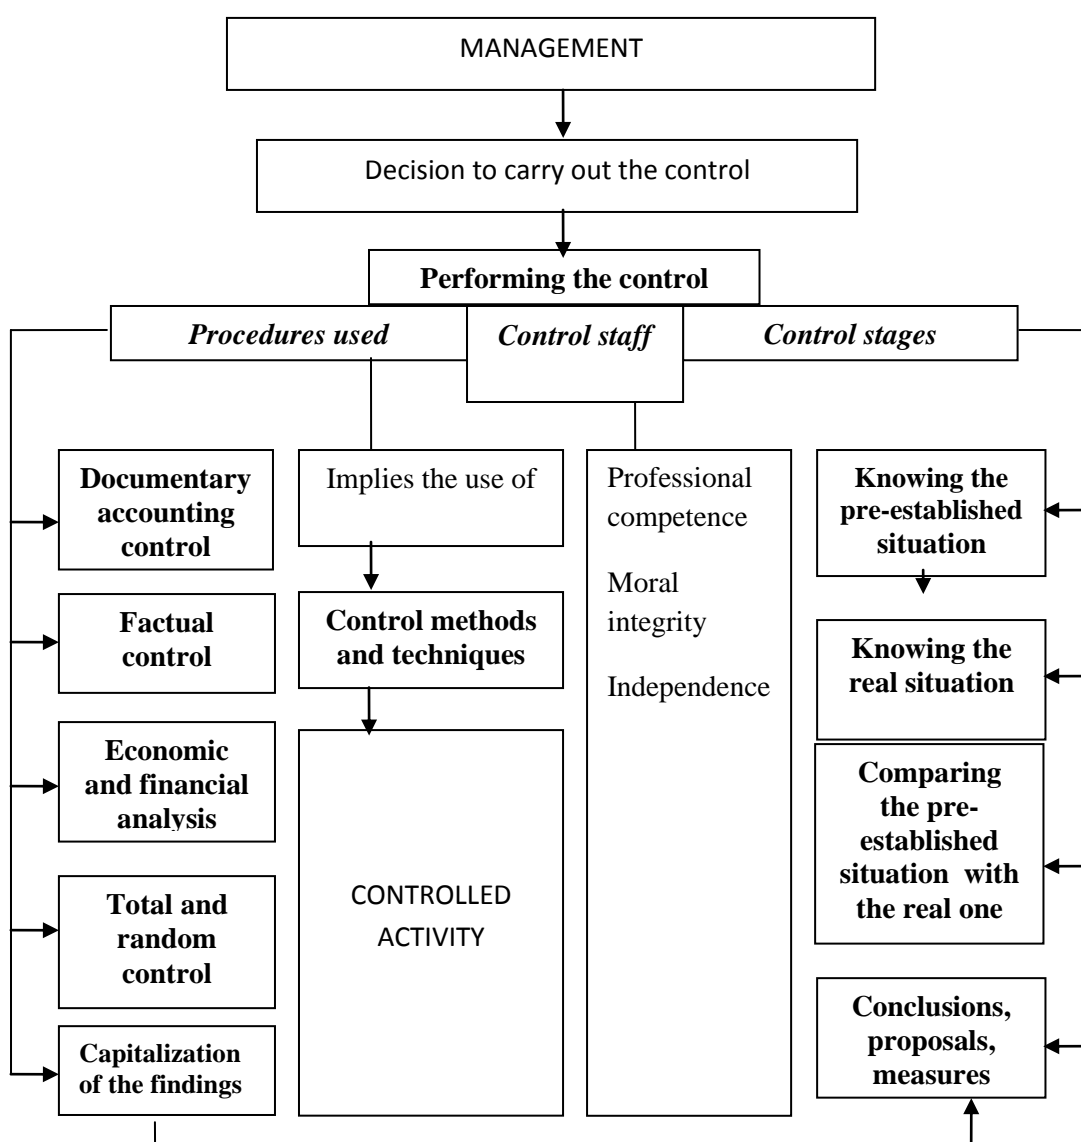 MANAGEMENT
Decision to carry out the control
Performing the control
Procedures used
Control staff
Control stages
Documentary
accounting
control
Factual
control
Economic
and financial
analysis
Total and
random
control
Capitalization
of the findings
Implies the use of
Control methods
and techniques
CONTROLLED
ACTIVITY
Professional
competence
Moral
integrity
Independence
Knowing the
pre-established
situation
Knowing the
real situation
Comparing
the pre-
established
situation with
the real one
Conclusions,
proposals,
measures